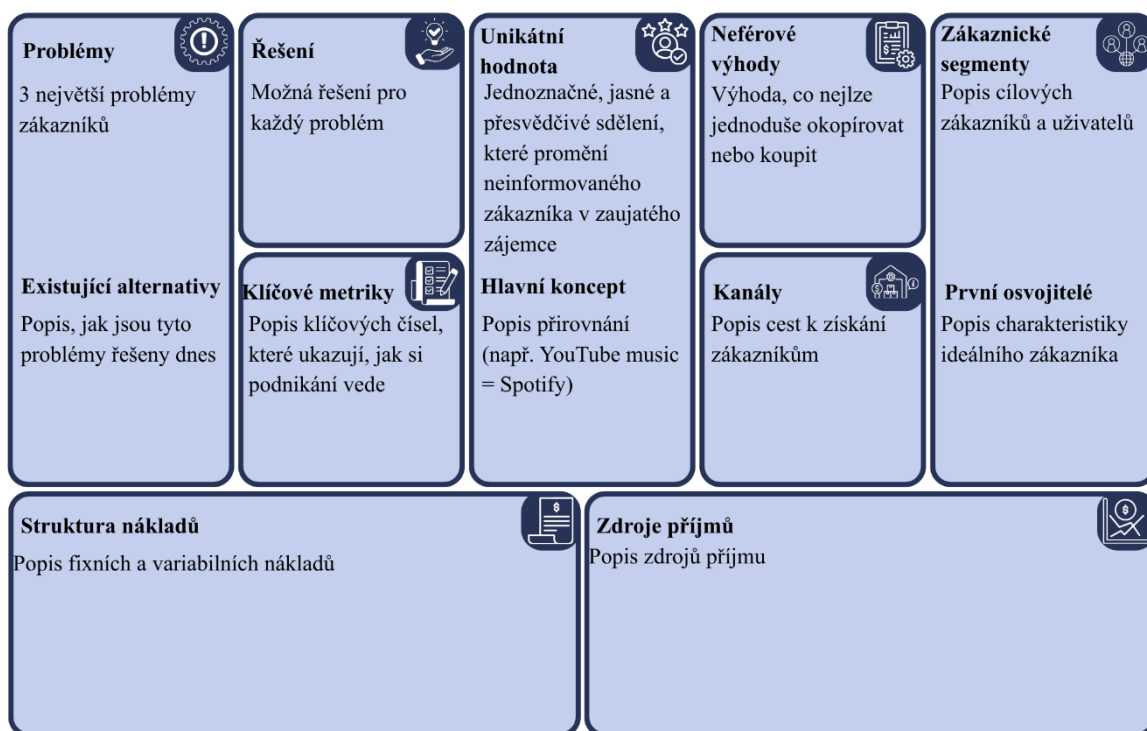 Problémy
3 největší problémy
zákazníků
Existující alternativy
Popis, jak jsou tyto
problémy řešeny dnes
Řešení
Možná řešení pro
každý problém
Klíčové metriky
Popis klíčových čísel,
které ukazují, jak si
podnikání vede
Unikátní
hodnota
Jednoznačné, jasné a
přesvědčivé sdělení,
které promění
neinformovaného
zákazníka v zaujatého
zájemce
Hlavní koncept
Popis přirovnání
(např. YouTube music
= Spotify)
Neférové
výhody
Výhoda, co nejlze
jednoduše okopírovat
nebo koupit
Kanály
Popis cest k získání
zákazníkům
Zákaznické
segmenty
Popis cílových
zákazníků a uživatelů
První osvojitelé
Popis charakteristiky
ideálního zákazníka
Struktura nákladů
Popis fixních a variabilních nákladů
Zdroje příjmů
Popis zdrojů příjmu